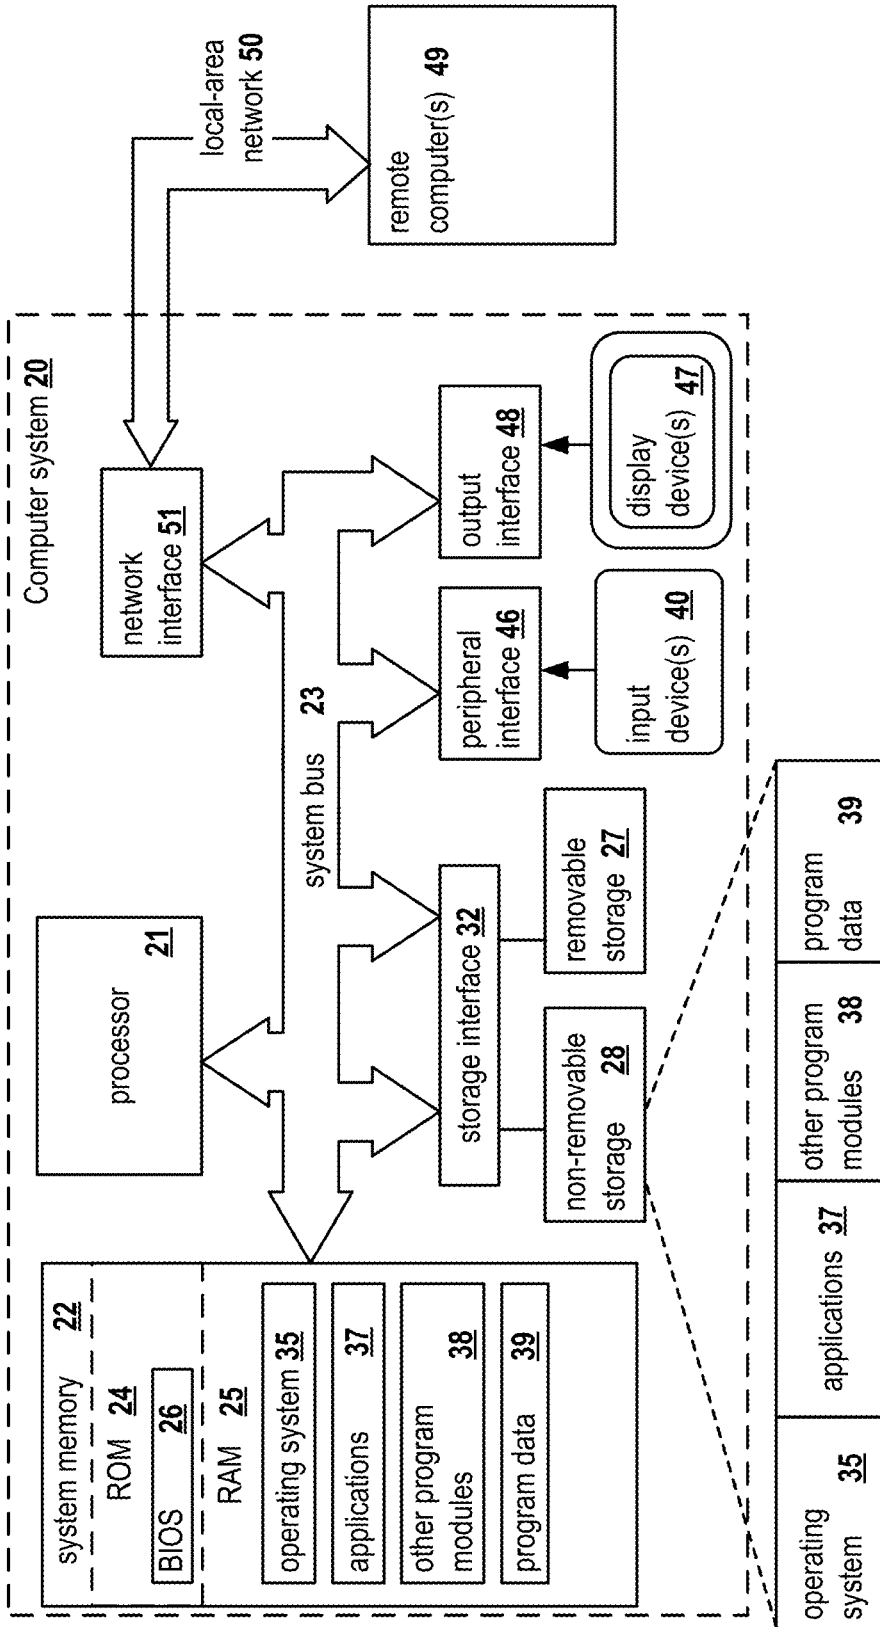 Computer system 20
system memory 22
ROM 24
BIOS 26
RAM 25
operating system 35
applications
37
other program
modules
38
program data 39
processor
21
network
interface 51
local-area
network 50
remote
computer(s) 49
system bus 23
storage interface 32
peripheral
interface 46
output
interface 48
non-removable
storage 28
removable
storage 27
input
device(s) 40
display
device(s) 47
operating
system 35
applications 37
other program
modules 38
program
data 39